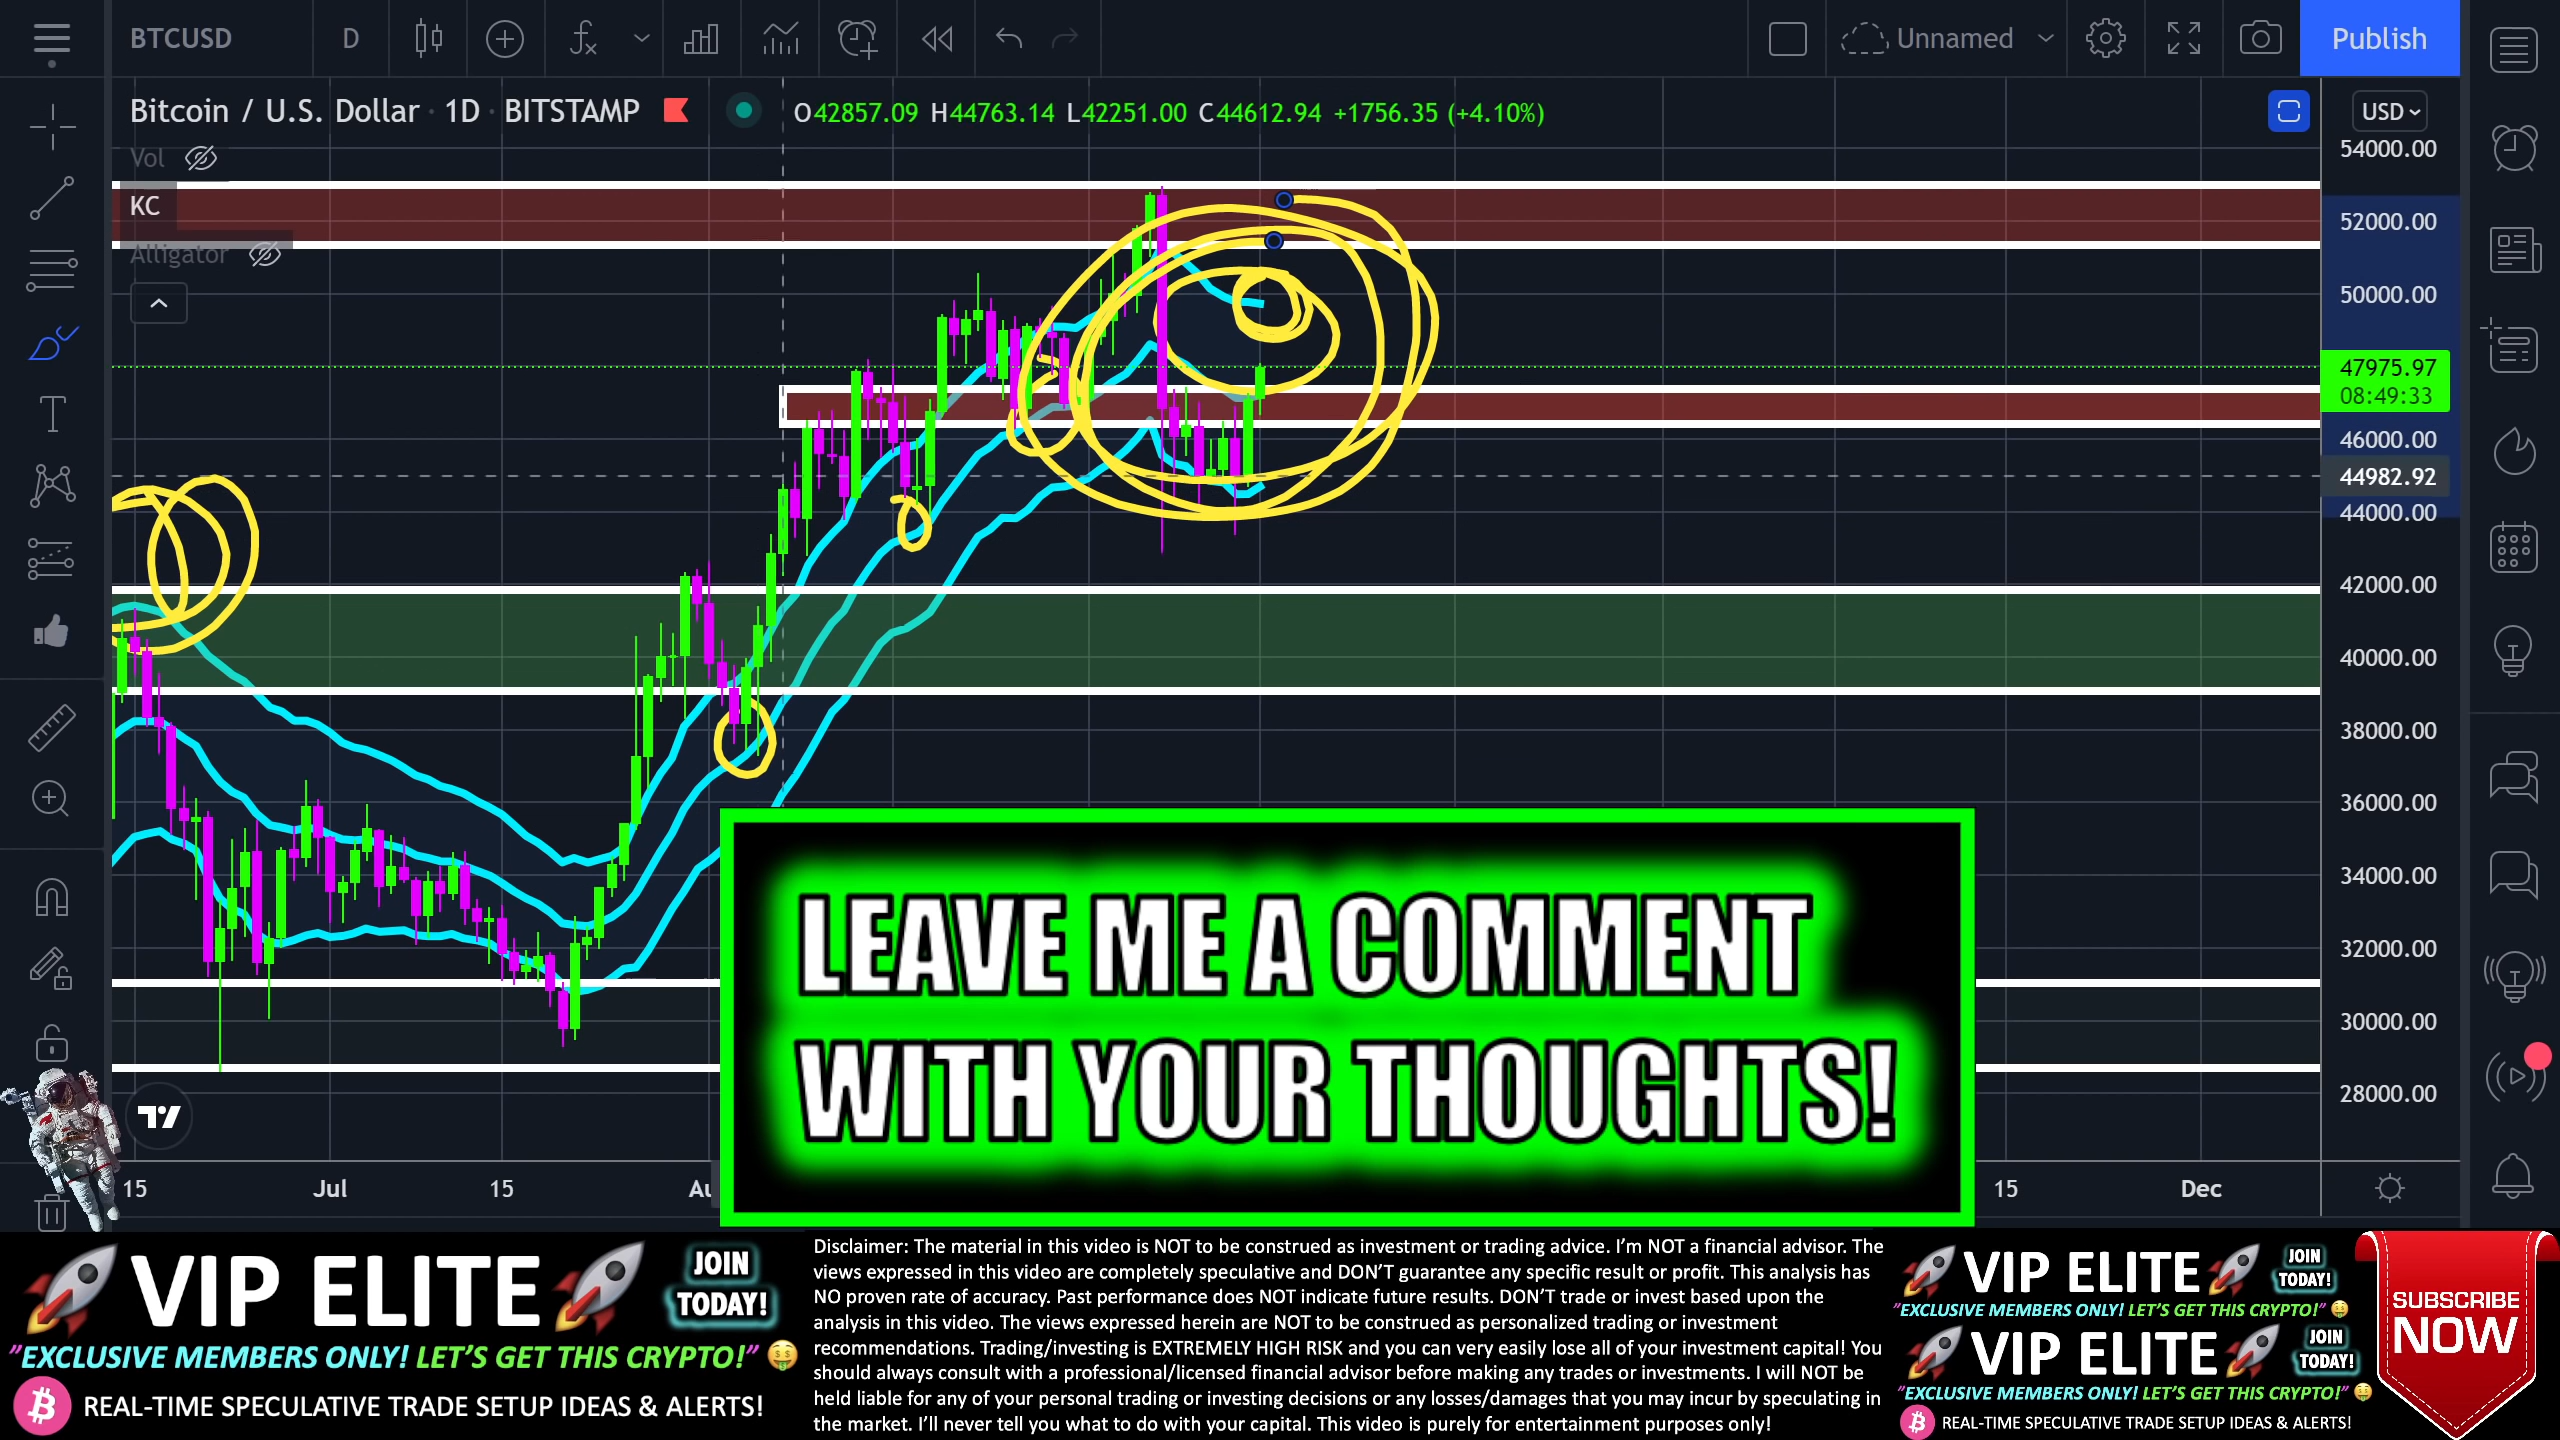 BTCUSD D Unnamed Publish
Bitcoin / U.S. Dollar · 1D · BITSTAMP O42857.09 H44763.14 L42251.00 C44612.94 +1756.35 (+4.10%) USD
Vol
KC
Alligator
54000.00
52000.00
50000.00
47975.97
08:49:33
46000.00
44982.92
44000.00
42000.00
40000.00
38000.00
36000.00
34000.00
32000.00
30000.00
28000.00
LEAVE ME A COMMENT
WITH YOUR THOUGHTS!
15 Jul 15 15 Dec
VIP ELITE
JOIN
TODAY!
"EXCLUSIVE MEMBERS ONLY! LET'S GET THIS CRYPTO!"
REAL-TIME SPECULATIVE TRADE SETUP IDEAS & ALERTS!
Disclaimer: The material in this video is NOT to be construed as investment or trading advice. I'm NOT a financial advisor. The
views expressed in this video are completely speculative and DON'T guarantee any specific result or profit. This analysis has
NO proven rate of accuracy. Past performance does NOT indicate future results. DON'T trade or invest based upon the
analysis in this video. The views expressed herein are NOT to be construed as personalized trading or investment
recommendations. Trading/investing is EXTREMELY HIGH RISK and you can very easily lose all of your investment capital! You
should always consult with a professional/licensed financial advisor before making any trades or investments. I will NOT be
held liable for any of your personal trading or investing decisions or any losses/damages that you may incur by speculating in
the market. I'll never tell you what to do with your capital. This video is purely for entertainment purposes only!
VIP ELITE
JOIN
TODAY!
"EXCLUSIVE MEMBERS ONLY! LET'S GET THIS CRYPTO!"
VIP ELITE
JOIN
TODAY!
"EXCLUSIVE MEMBERS ONLY! LET'S GET THIS CRYPTO!"
REAL-TIME SPECULATIVE TRADE SETUP IDEAS & ALERTS!
SUBSCRIBE
NOW